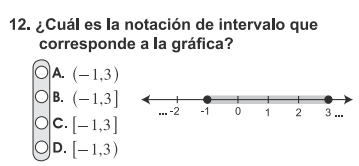 12. ¿Cuál es la notación de intervalo que
corresponde a la gráfica?
A. (−1,3)
B. (−1,3]
C. [−1,3]
D. [−1,3)
... -2 -1 0 1 2 3 ...